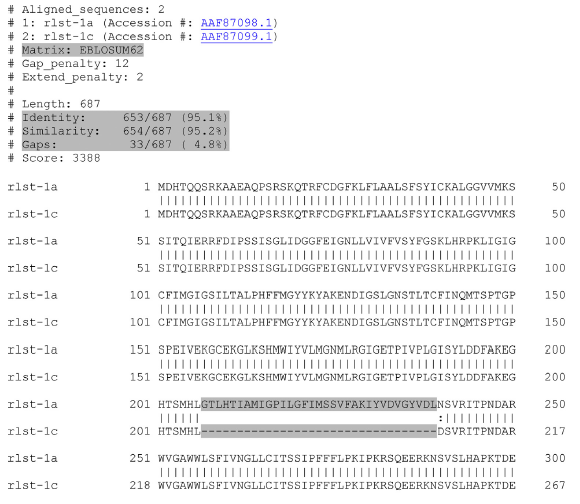 # Aligned_sequences: 2
# 1: rlst-1a (Accession #: AAF87098.1)
# 2: rlst-1c (Accession #: AAF87099.1)
# Matrix: EBLOSUM62
# Gap_penalty: 12
# Extend_penalty: 2
#
# Length: 687
# Identity: 653/687 (95.1%)
# Similarity: 654/687 (95.2%)
# Gaps: 33/687 ( 4.8%)
# Score: 3388
rlst-1a 1 MDHTQQSRKAAEAQPSRSKQTRFCDGFKLFLAALSFSYICKALGGVVMKS 50
||||||||||||||||||||||||||||||||||||||||||||||||||
rlst-1c 1 MDHTQQSRKAAEAQPSRSKQTRFCDGFKLFLAALSFSYICKALGGVVMKS 50
rlst-1a 51 SITQIERRFDIPSSISGLIDGGFEIGNLLVIVFVSYFGSKLHRPKLIGIG 100
||||||||||||||||||||||||||||||||||||||||||||||||||
rlst-1c 51 SITQIERRFDIPSSISGLIDGGFEIGNLLVIVFVSYFGSKLHRPKLIGIG 100
rlst-1a 101 CFIMGIGSILTALPHFFMGYYKYAKENDIGSLGNSTLTCFINQMTSPTGP 150
||||||||||||||||||||||||||||||||||||||||||||||||||
rlst-1c 101 CFIMGIGSILTALPHFFMGYYKYAKENDIGSLGNSTLTCFINQMTSPTGP 150
rlst-1a 151 SPEIVEKGCEKGLKSHMWIYVLMGNMLRGIGETPIVPLGISYLDDFAKEG 200
||||||||||||||||||||||||||||||||||||||||||||||||||
rlst-1c 151 SPEIVEKGCEKGLKSHMWIYVLMGNMLRGIGETPIVPLGISYLDDFAKEG 200
rlst-1a 201 HTSMHLGTLHTIAMIGPILGFIMSSVFAKIYVDVGYVDLNSVRITPNDAR 250
|||||| :||||||||||
rlst-1c 201 HTSMHL---------------------------------DSVRITPNDAR 217
rlst-1a 251 WVGAWWLSFIVNGLLCITSSIPFFFLPKIPKRSQEERKNSVSLHAPKTDE 300
||||||||||||||||||||||||||||||||||||||||||||||||||
rlst-1c 218 WVGAWWLSFIVNGLLCITSSIPFFFLPKIPKRSQEERKNSVSLHAPKTDE 267